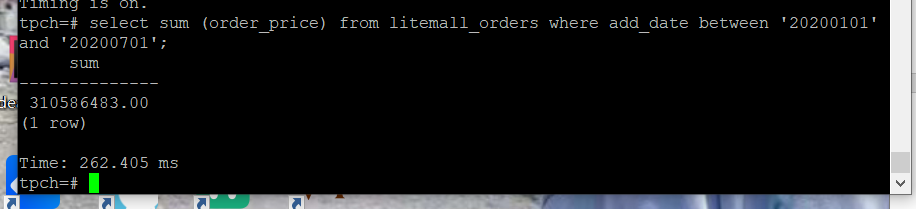 Timing is on.
tpch=# select sum (order_price) from litemall_orders where add_date between '20200101'
and '20200701';
sum
--------------
310586483.00
(1 row)
Time: 262.405 ms
tpch=#